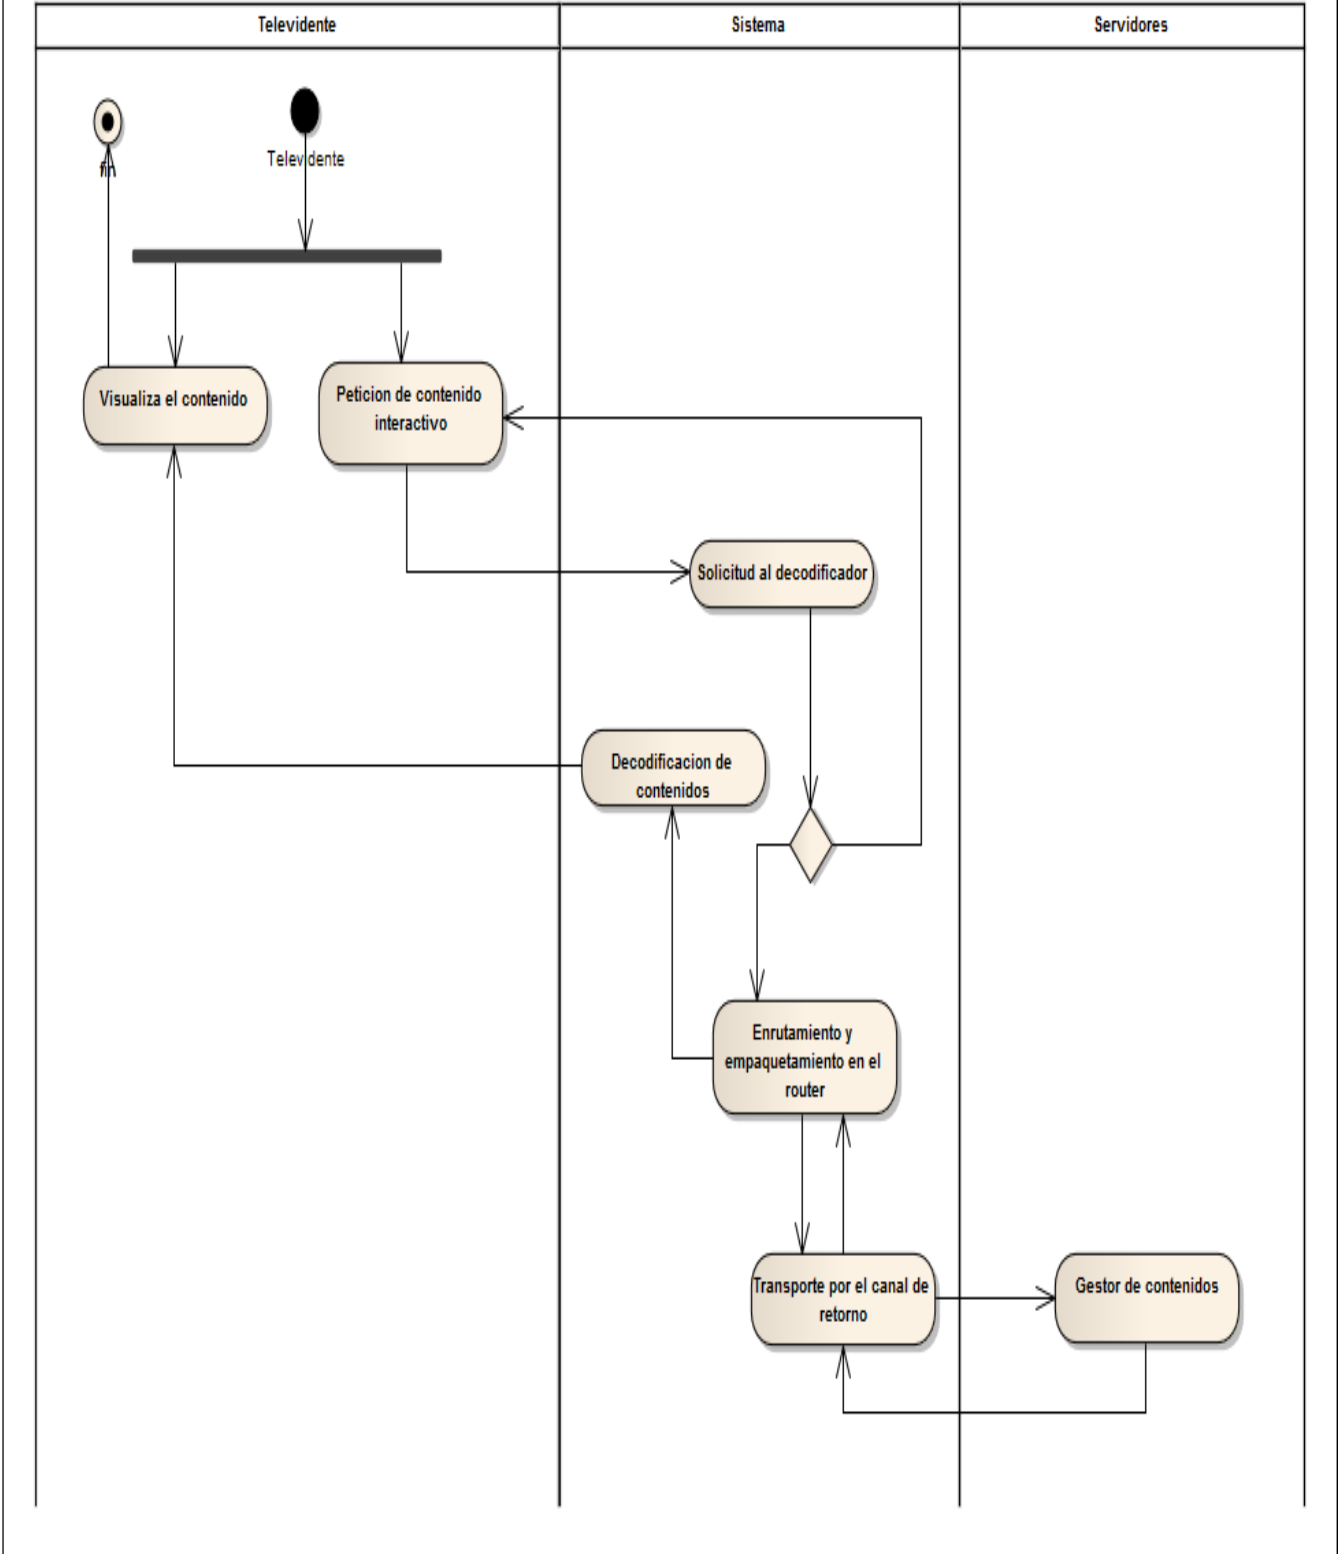 Televidente
Sistema
Servidores
Televidente
fin
Visualiza el contenido
Peticion de contenido
interactivo
Solicitud al decodificador
Decodificacion de
contenidos
Enrutamiento y
empaquetamiento en el
router
Transporte por el canal de
retorno
Gestor de contenidos